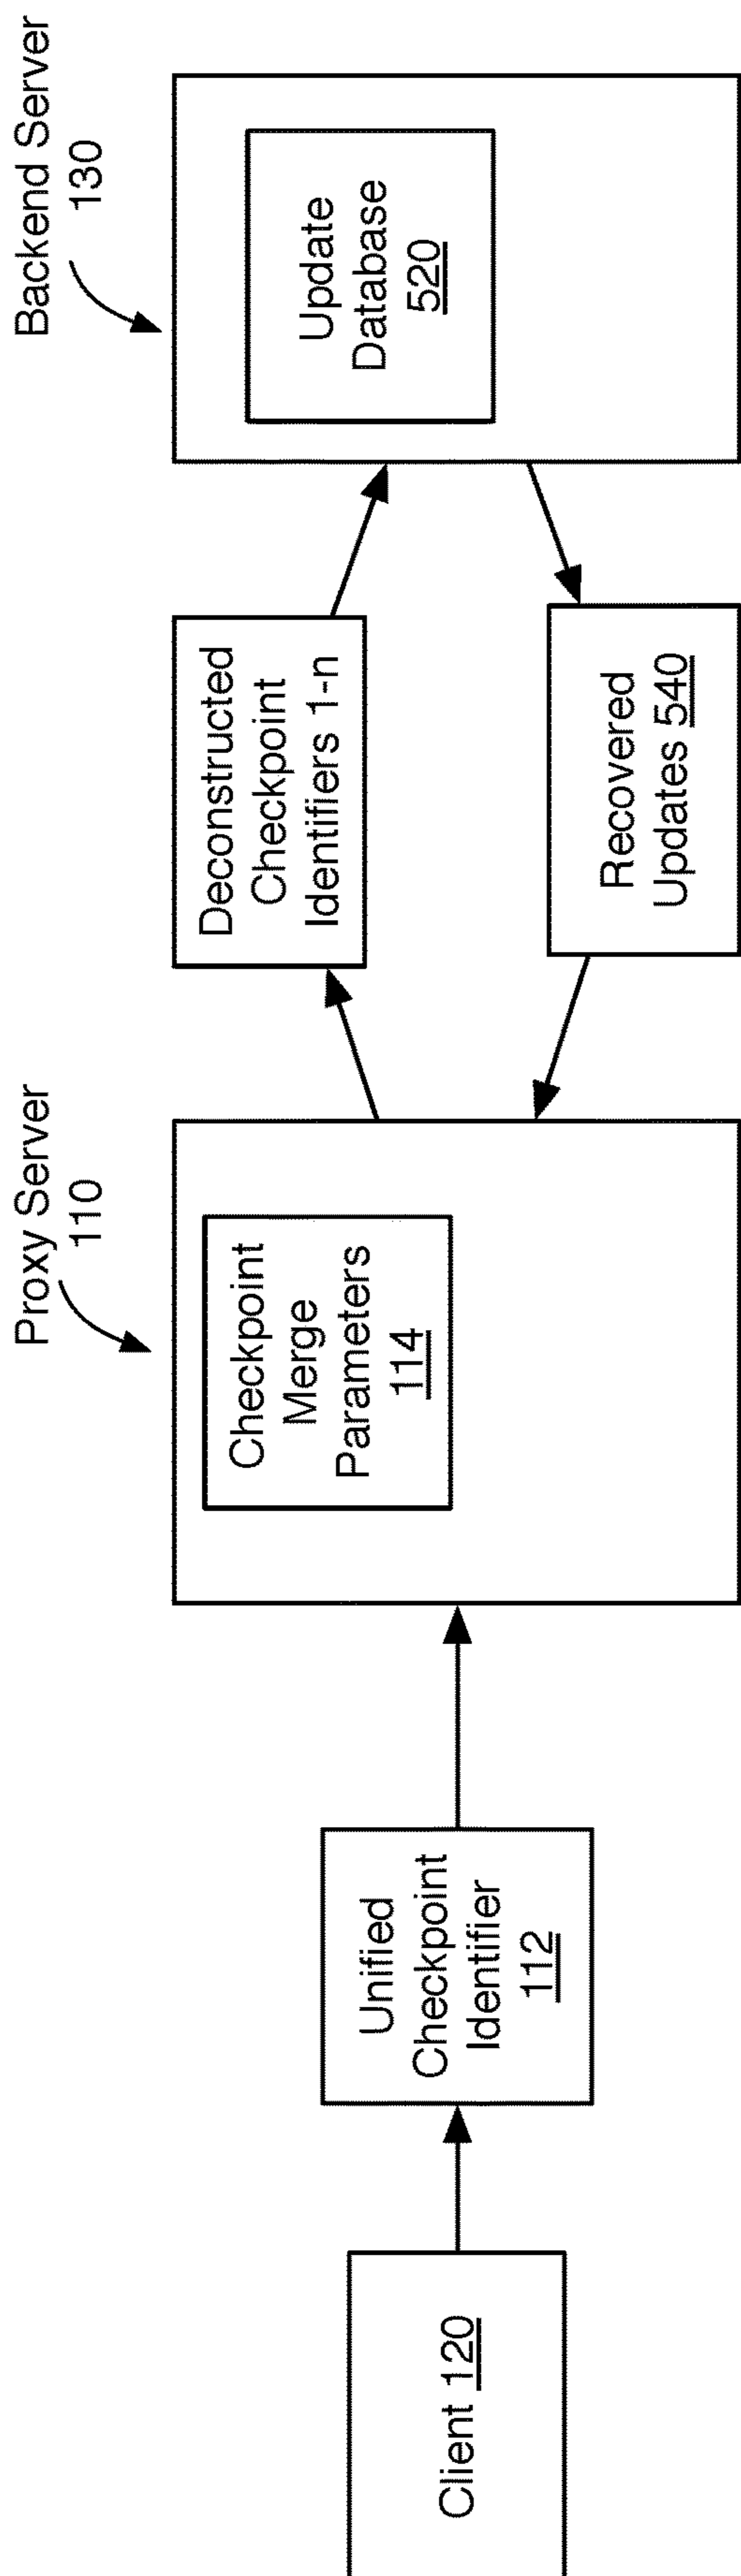 Client 120
Unified
Checkpoint
Identifier
112
Proxy Server
110
Checkpoint
Merge
Parameters
114
Deconstructed
Checkpoint
Identifiers 1-n
Recovered
Updates 540
Backend Server
130
Update
Database
520